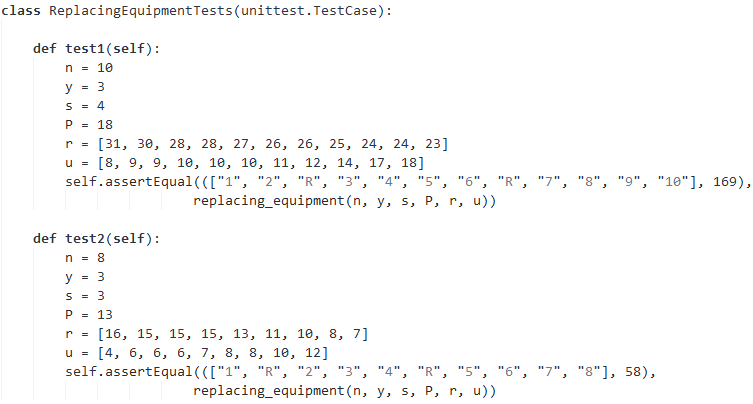 class ReplacingEquipmentTests(unittest.TestCase):
def test1(self):
n = 10
y = 3
s = 4
P = 18
r = [31, 30, 28, 28, 27, 26, 26, 25, 24, 24, 23]
u = [8, 9, 9, 10, 10, 10, 11, 12, 14, 17, 18]
self.assertEqual((["1", "2", "R", "3", "4", "5", "6", "R", "7", "8", "9", "10"], 169),
replacing_equipment(n, y, s, P, r, u))
def test2(self):
n = 8
y = 3
s = 3
P = 13
r = [16, 15, 15, 15, 13, 11, 10, 8, 7]
u = [4, 6, 6, 6, 7, 8, 8, 10, 12]
self.assertEqual((["1", "R", "2", "3", "4", "R", "5", "6", "7", "8"], 58),
replacing_equipment(n, y, s, P, r, u))